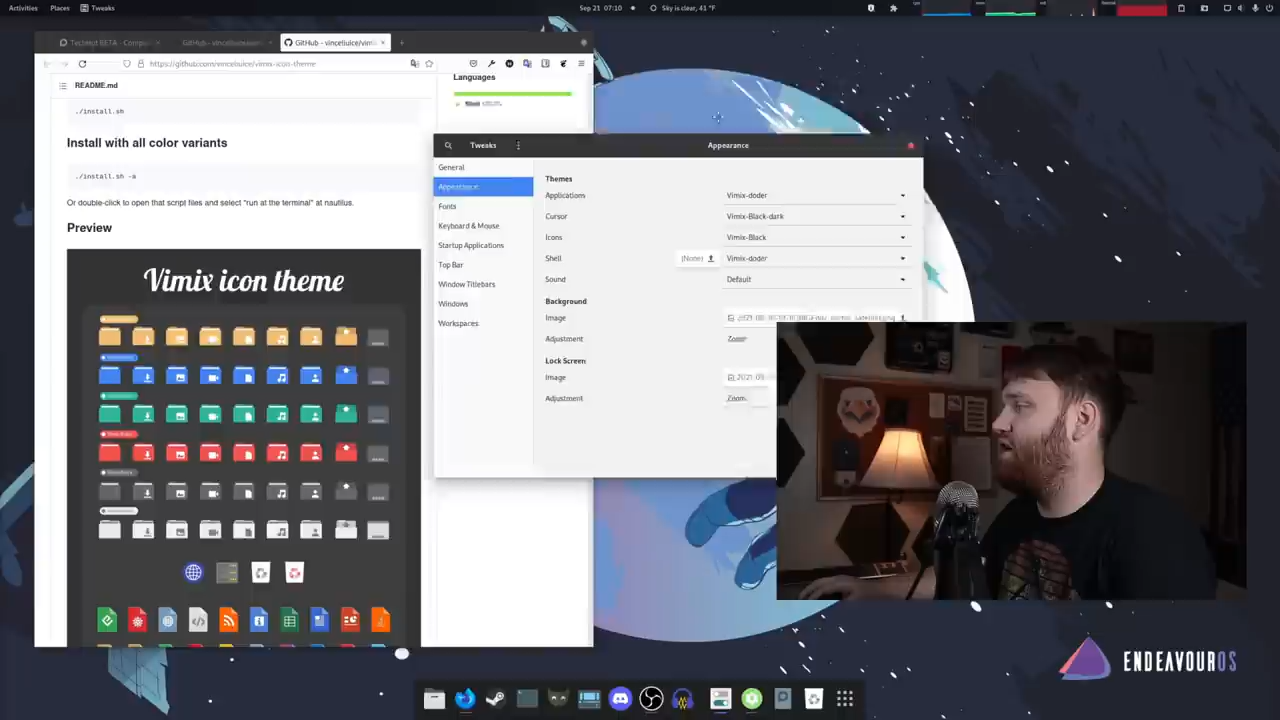 Activities Places Tweaks Sep 21 07:10 Sky is clear, 41 °F
GitHub - vinceliuice/vimix
https://github.com/vinceliuice/vimix-icon-theme
README.md
Languages
./install.sh
Install with all color variants
./install.sh -a
Or double-click to open that script files and select "run at the terminal" at nautilus.
Preview
Vimix icon theme
Tweaks
Appearance
General
Appearance
Fonts
Keyboard & Mouse
Startup Applications
Top Bar
Window Titlebars
Windows
Workspaces
Themes
Applications Vimix-doder
Cursor Vimix-Black-dark
Icons Vimix-Black
Shell (None) Vimix-doder
Sound Default
Background
Image
Adjustment Zoom
Lock Screen
Image
Adjustment Zoom
ENDEAVOUROS